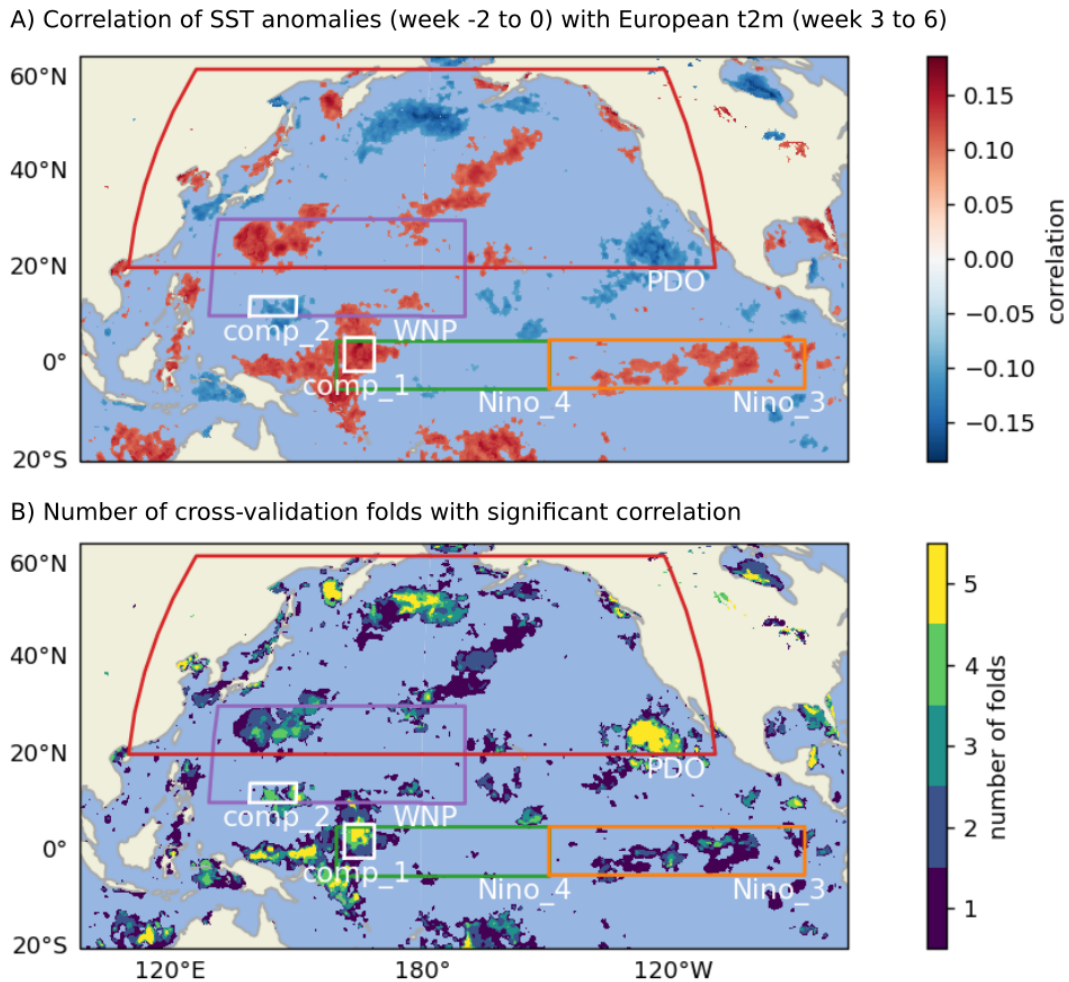 A) Correlation of SST anomalies (week -2 to 0) with European t2m (week 3 to 6)
60°N
40°N
20°N
0°
20°S
PDO
comp_2
WNP
comp_1
Nino_4
Nino_3
0.15
0.10
0.05
0.00
−0.05
−0.10
−0.15
correlation
B) Number of cross-validation folds with significant correlation
60°N
40°N
20°N
0°
20°S
PDO
comp_2
WNP
comp_1
Nino_4
Nino_3
120°E
180°
120°W
5
4
3
2
1
number of folds